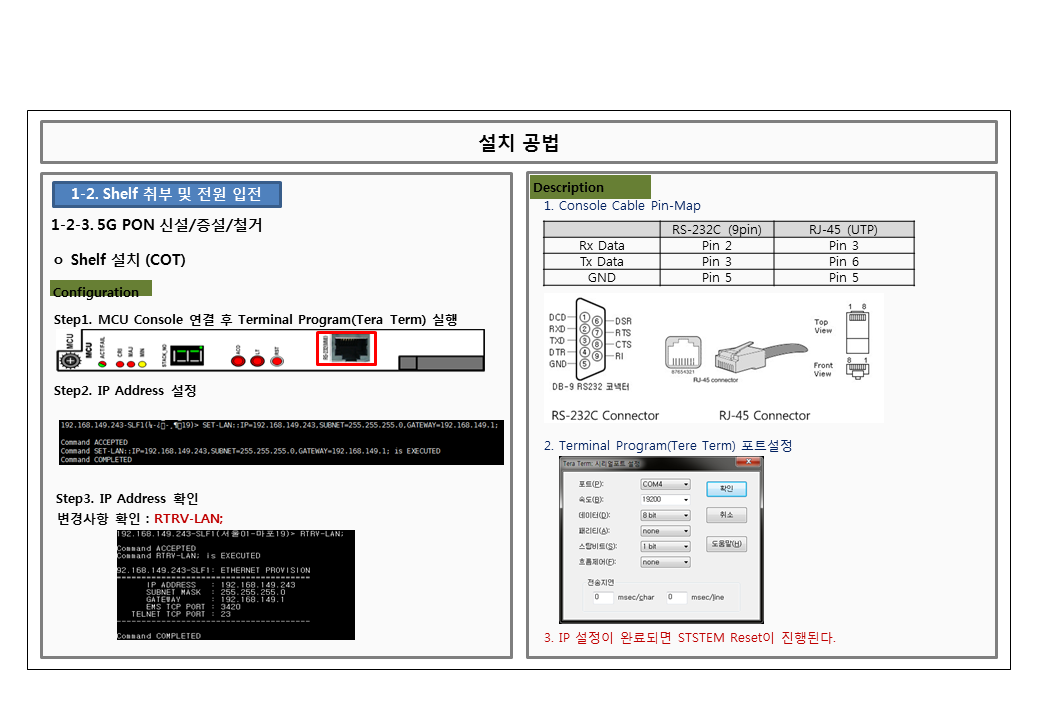 설치 공법
1-2. Shelf 취부 및 전원 입전
1-2-3. 5G PON 신설/증설/철거
ㅇ Shelf 설치 (COT)
Configuration
Step1. MCU Console 연결 후 Terminal Program(Tera Term) 실행
MCU
MCU
ACT/FAIL
CRI
MAJ
MIN
STACK_NO
ACO
LT
RST
Step2. IP Address 설정
SET-LAN::IP=192.168.149.243,SUBNET=255.255.255.0,GATEWAY=192.168.149.1;
Command ACCEPTED
Command SET-LAN::IP=192.168.149.243,SUBNET=255.255.255.0,GATEWAY=192.168.149.1; is EXECUTED
Command COMPLETED
Step3. IP Address 확인
변경사항 확인 : RTRV-LAN;
192.168.149.243-SLF1(서울01-마포19)> RTRV-LAN;
Command ACCEPTED
Command RTRV-LAN; is EXECUTED
92.168.149.243-SLF1: ETHERNET PROVISION
IP ADDRESS : 192.168.149.243
SUBNET MASK : 255.255.255.0
GATEWAY : 192.168.149.1
EMS TCP PORT : 3420
TELNET TCP PORT : 23
Command COMPLETED
Description
1. Console Cable Pin-Map
RS-232C (9pin) RJ-45 (UTP)
Rx Data Pin 2 Pin 3
Tx Data Pin 3 Pin 6
GND Pin 5 Pin 5
DCD 1 6 DSR
RXD 2 7 RTS
TXD 3 8 CTS
DTR 4 9 RI
GND 5
DB-9 RS232 코넥터
87654321
RJ-45 connector
1 8
Top View
8 1
Front View
RS-232C Connector RJ-45 Connector
2. Terminal Program(Tere Term) 포트설정
Tera Term: 시리얼포트 설정
포트(P): COM4 확인
속도(B): 19200
데이터(D): 8 bit 취소
패리티(A): none
스탑비트(S): 1 bit 도움말(H)
흐름제어(F): none
전송지연
0 msec/char 0 msec/line
3. IP 설정이 완료되면 STSTEM Reset이 진행된다.